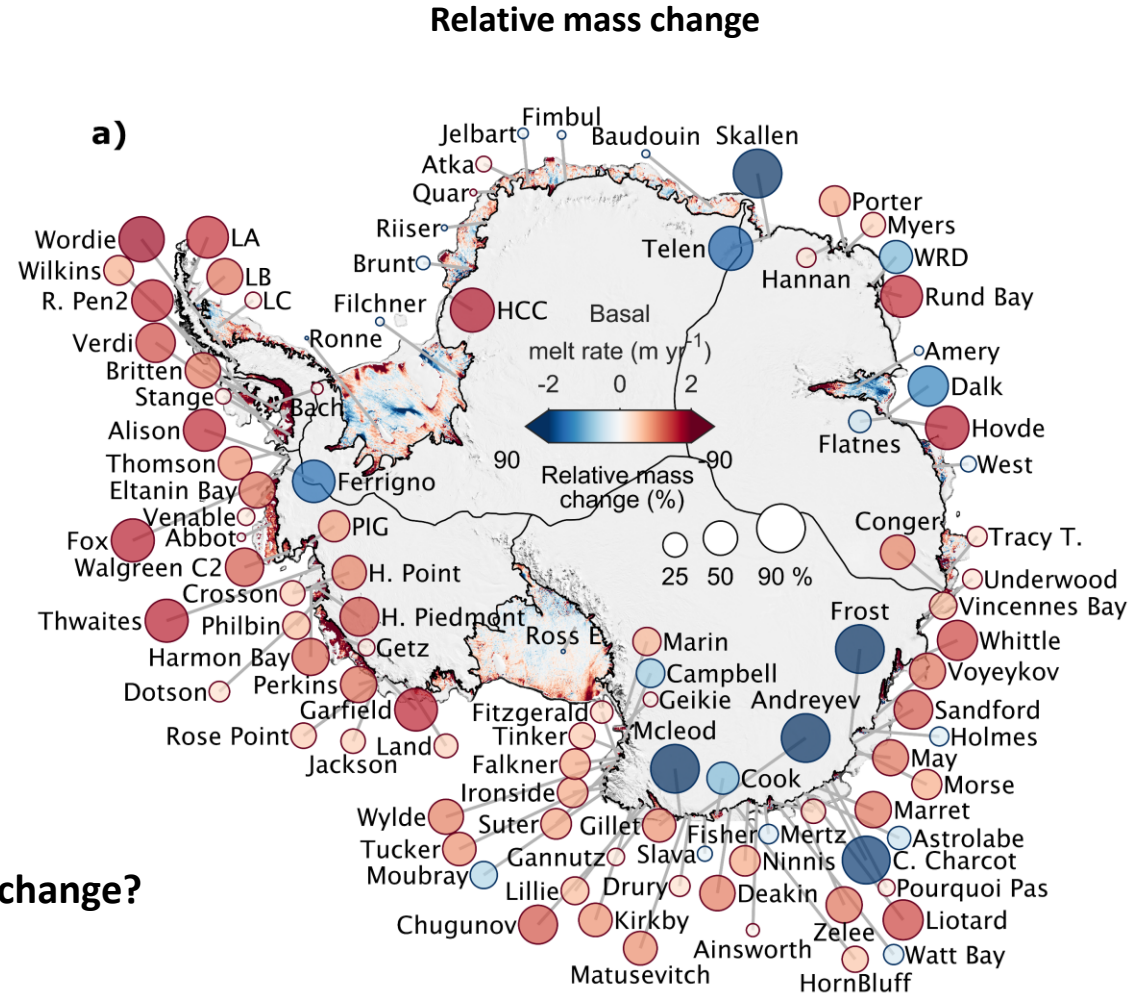 Relative mass change
a)
Fimbul
Jelbart
Baudouin
Skallen
Atka
Quar
Porter
Myers
Riiser
Wordie
LA
Telen
WRD
Wilkins
LB
Brunt
Hannan
R. Pen2
LC
Filchner
HCC
Rund Bay
Basal
melt rate (m yr⁻¹)
Ronne
Verdi
Amery
Britten
-2 0 2
Dalk
Stange
Bach
Alison
Flatnes
Hovde
Thomson
90
-90
West
Relative mass
change (%)
Ferrigno
Eltanin Bay
Venable
PIG
Conger
Fox
Abbot
Tracy T.
Walgreen C2
H. Point
25 50 90 %
Underwood
Crosson
Vincennes Bay
Thwaites
Philbin
H. Piedmont
Frost
Ross E
Marin
Whittle
Getz
Harmon Bay
Campbell
Voyeykov
Dotson
Perkins
Geikie
Andreyev
Garfield
Fitzgerald
Sandford
Rose Point
Tinker
Mcleod
Holmes
Land
Jackson
Falkner
Cook
May
Morse
Ironside
Wylde
Suter
Gillet
Fisher
Mertz
Marret
Tucker
Gannutz
Slava
Ninnis
Astrolabe
C. Charcot
Moubray
Lillie
Drury
Deakin
Pourquoi Pas
change?
Chugunov
Kirkby
Zelee
Liotard
Ainsworth
Watt Bay
Matusevitch
HornBluff